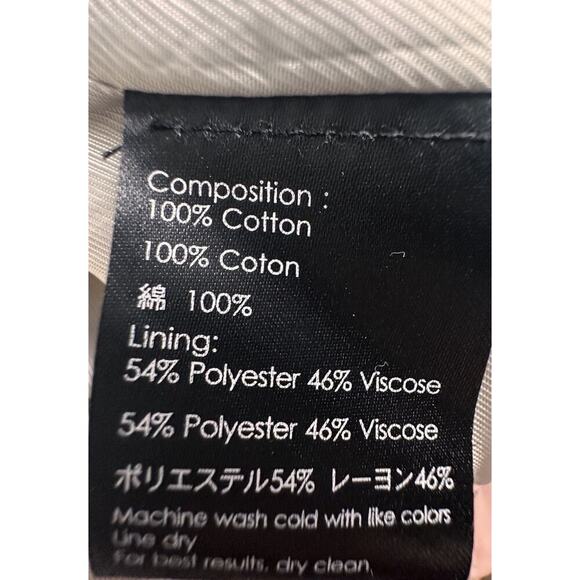 Composition :
100% Cotton
100% Coton
綿 100%
Lining:
54% Polyester 46% Viscose
54% Polyester 46% Viscose
ポリエステル54% レーヨン46%
Machine wash cold with like colors
Line dry
For best results, dry clean.